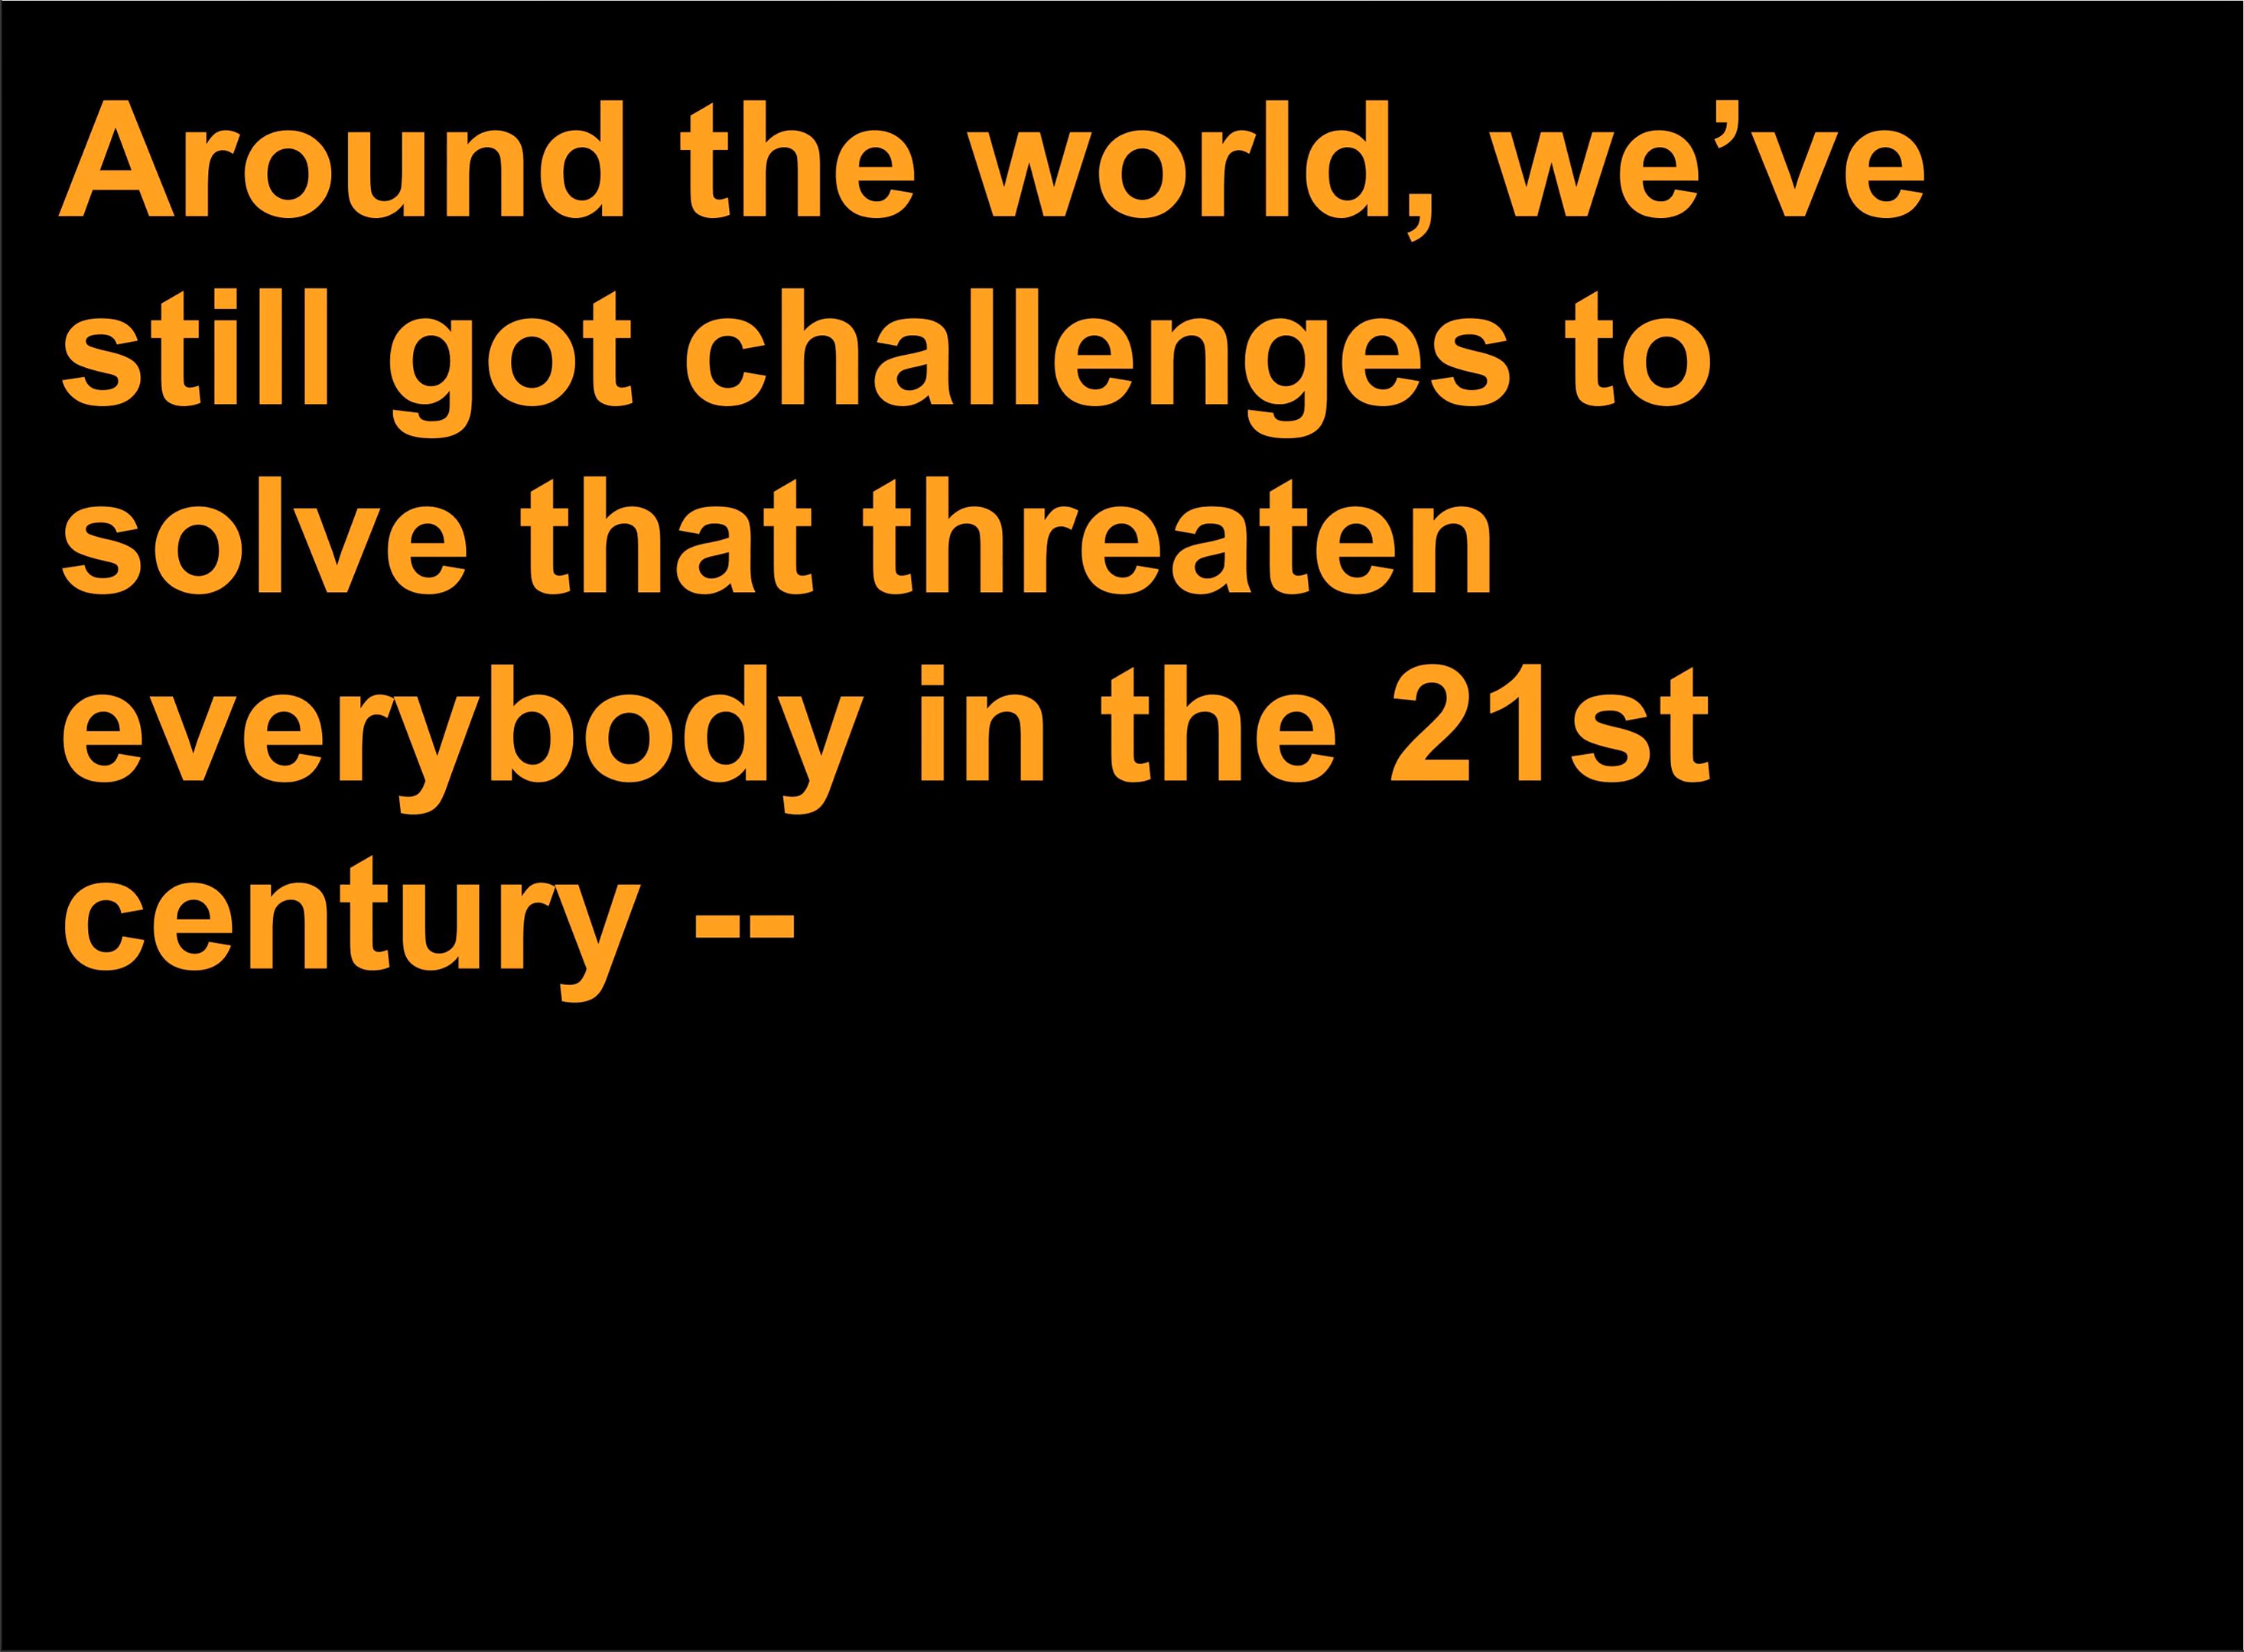 Around the world, we’ve
still got challenges to
solve that threaten
everybody in the 21st
century --